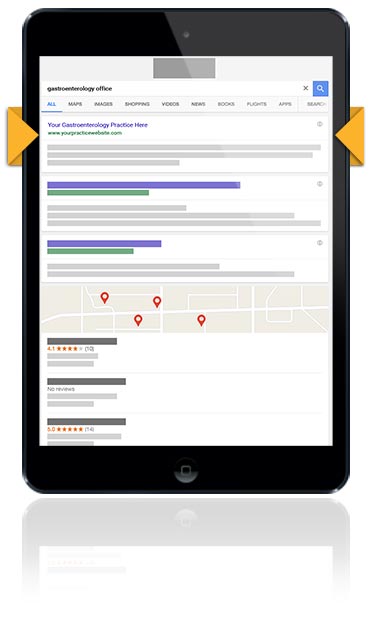 gastroenterology office
ALL MAPS IMAGES SHOPPING VIDEOS NEWS BOOKS FLIGHTS APPS SEARCH
Your Gastroenterology Practice Here
www.yourpracticewebsite.com
4.1 (10)
No reviews
5.0 (14)